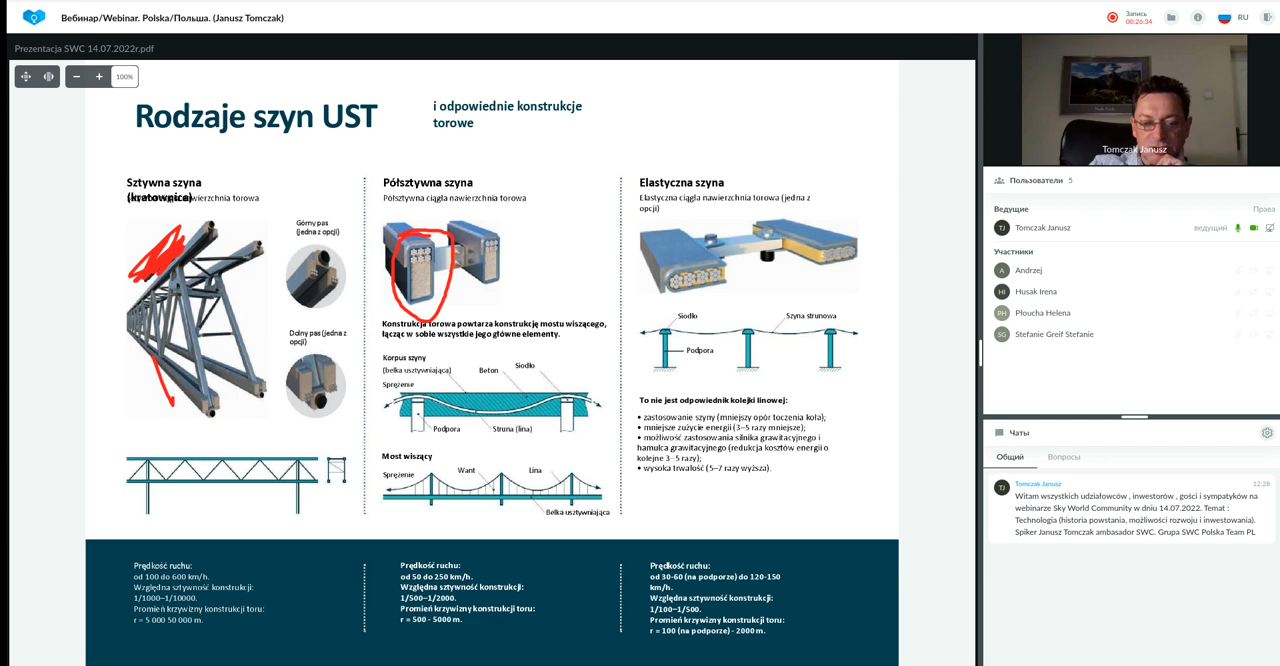 Вебинар/Webinar. Polska/Польша. (Janusz Tomczak)
Запись
00:26:34
RU
Prezentacja SWC 14.07.2022r.pdf
100%
Rodzaje szyn UST
i odpowiednie konstrukcje
torowe
Sztywna szyna
(kratownica)
nawierzchnia torowa
Górny pas
(jedna z opcji)
Dolny pas (jedna z
opcji)
Półsztywna szyna
Półsztywna ciągła nawierzchnia torowa
Konstrukcja torowa powtarza konstrukcję mostu wiszącego,
łącząc w sobie wszystkie jego główne elementy.
Korpus szyny
(belka usztywniająca)
Beton
Siodło
Sprężenie
Podpora
Struna (lina)
Most wiszący
Want
Lina
Sprężenie
Belka usztywniająca
Elastyczna szyna
Elastyczna ciągła nawierzchnia torowa (jedna z
opcji)
Siodło
Szyna strunowa
Podpora
To nie jest odpowiednik kolejki linowej:
• zastosowanie szyny (mniejszy opór toczenia koła);
• mniejsze zużycie energii (3–5 razy mniejsze);
• możliwość zastosowania silnika grawitacyjnego i
hamulca grawitacyjnego (redukcja kosztów energii o
kolejne 3–5 razy);
• wysoka trwałość (5–7 razy wyższa).
Prędkość ruchu:
od 100 do 600 km/h.
Względna sztywność konstrukcji:
1/1000–1/10000.
Promień krzywizny konstrukcji toru:
r = 5 000 50 000 m.
Prędkość ruchu:
od 50 do 250 km/h.
Względna sztywność konstrukcji:
1/500–1/2000.
Promień krzywizny konstrukcji toru:
r = 500 - 5000 m.
Prędkość ruchu:
od 30-60 (na podporze) do 120-150
km/h.
Względna sztywność konstrukcji:
1/100–1/500.
Promień krzywizny konstrukcji toru:
r = 100 (na podporze) - 2000 m.
Tomczak Janusz
Пользователи 5
Ведущие
Права
TJ Tomczak Janusz ведущий
Участники
A Andrzej
HI Husak Irena
PH Płoucha Helena
SG Stefanie Greif Stefanie
Чаты
Общий
Вопросы
TJ
Tomczak Janusz
12:28
Witam wszystkich udziałowców , inwestorów , gości i sympatyków na
webinarze Sky World Community w dniu 14.07.2022. Temat :
Technologia (historia powstania, możliwości rozwoju i inwestowania).
Spiker Janusz Tomczak ambasador SWC. Grupa SWC Polska Team PL